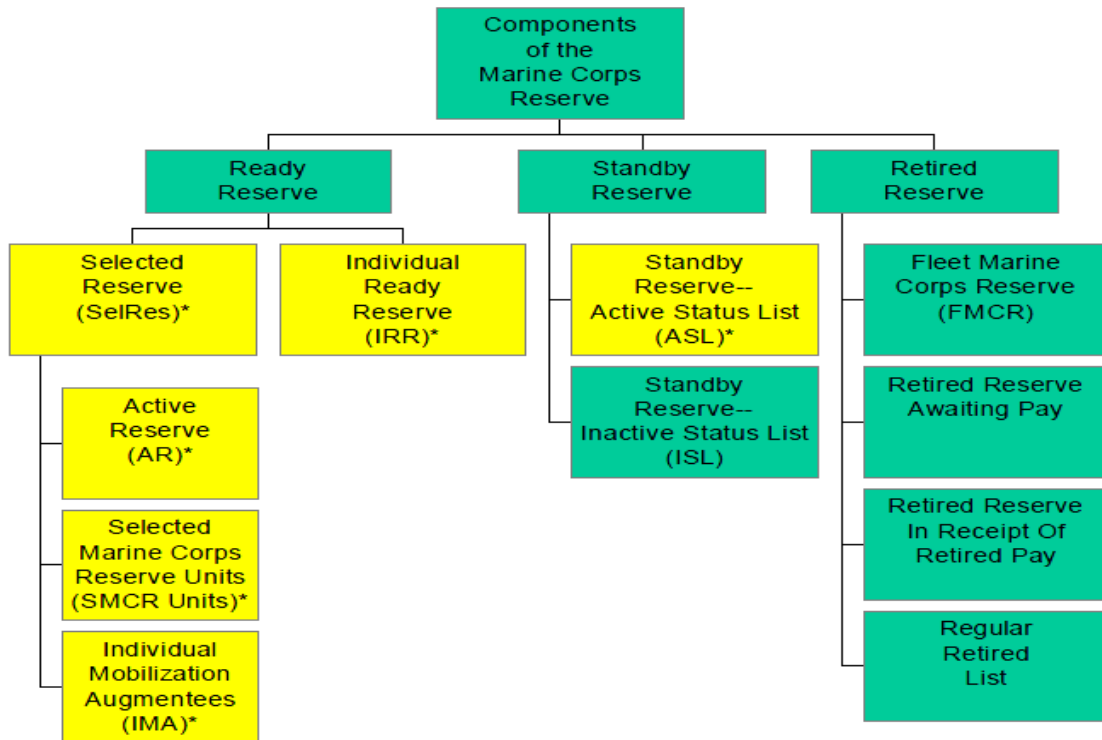 Components
of the
Marine Corps
Reserve
Ready
Reserve
Standby
Reserve
Retired
Reserve
Selected
Reserve
(SelRes)*
Individual
Ready
Reserve
(IRR)*
Standby
Reserve--
Active Status List
(ASL)*
Fleet Marine
Corps Reserve
(FMCR)
Active
Reserve
(AR)*
Standby
Reserve--
Inactive Status List
(ISL)
Retired Reserve
Awaiting Pay
Selected
Marine Corps
Reserve Units
(SMCR Units)*
Retired Reserve
In Receipt Of
Retired Pay
Individual
Mobilization
Augmentees
(IMA)*
Regular
Retired
List